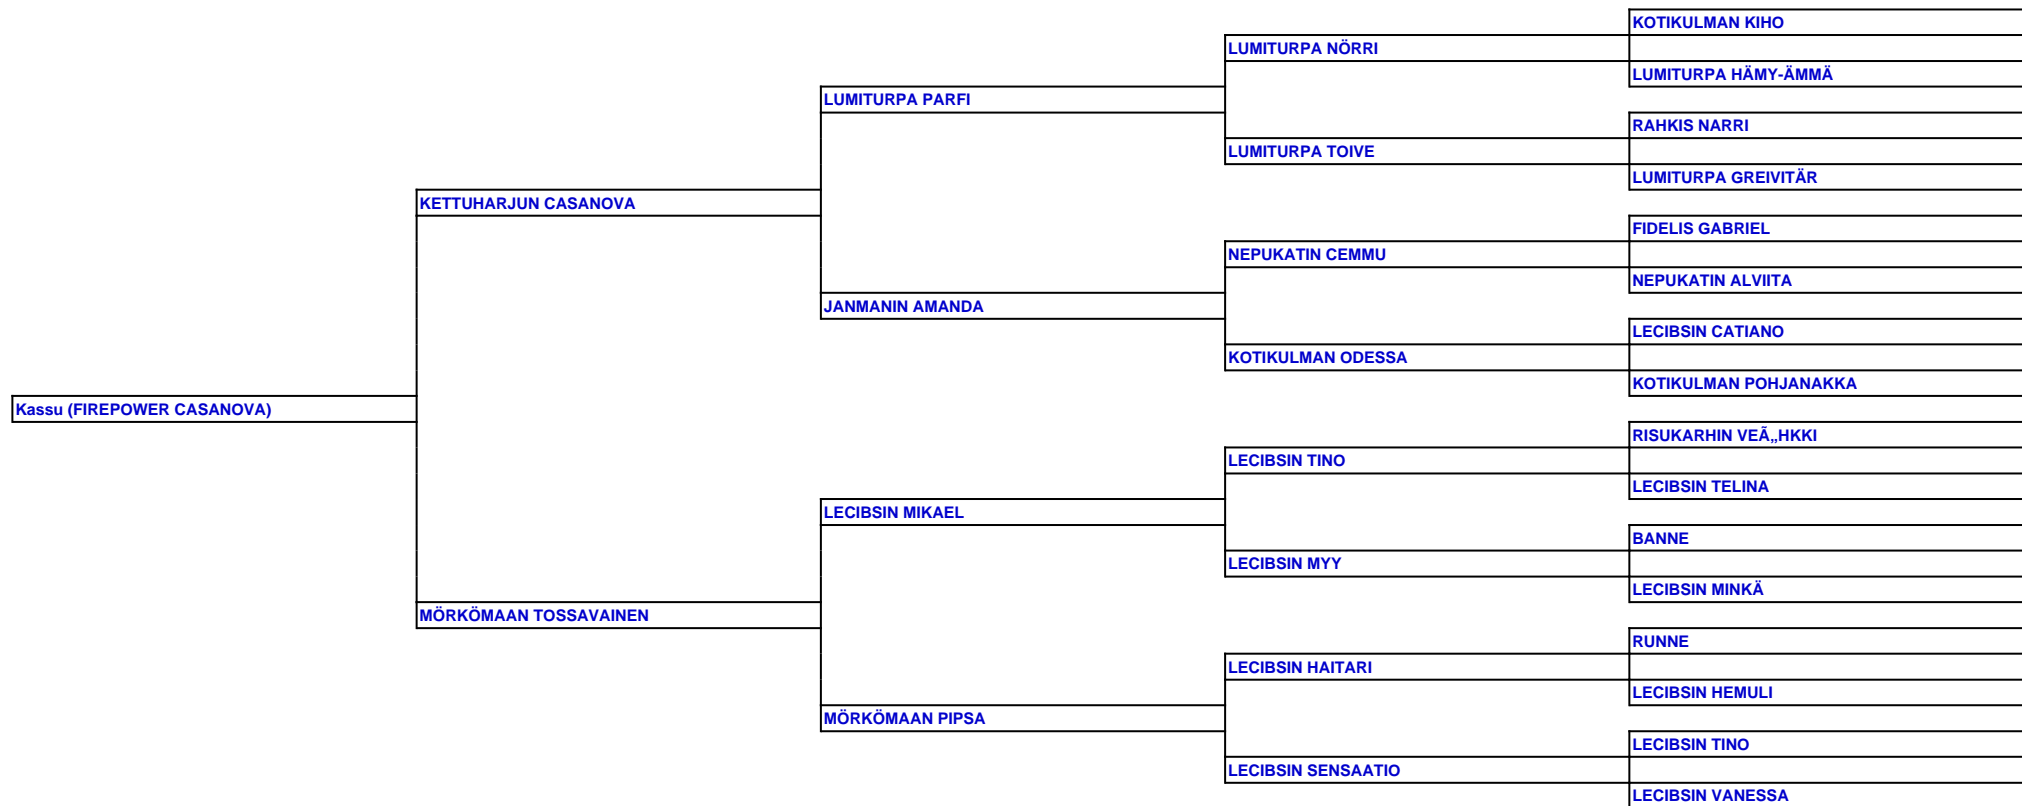 KOTIKULMAN KIHO
LUMITURPA NÖRRI
LUMITURPA HÄMY-ÄMMÄ
LUMITURPA PARFI
RAHKIS NARRI
LUMITURPA TOIVE
LUMITURPA GREIVITÄR
KETTUHARJUN CASANOVA
FIDELIS GABRIEL
NEPUKATIN CEMMU
NEPUKATIN ALVIITA
JANMANIN AMANDA
LECIBSIN CATIANO
KOTIKULMAN ODESSA
KOTIKULMAN POHJANAKKA
Kassu (FIREPOWER CASANOVA)
RISUKARHIN VEÃ„HKKI
LECIBSIN TINO
LECIBSIN TELINA
LECIBSIN MIKAEL
BANNE
LECIBSIN MYY
LECIBSIN MINKÄ
MÖRKÖMAAN TOSSAVAINEN
RUNNE
LECIBSIN HAITARI
LECIBSIN HEMULI
MÖRKÖMAAN PIPSA
LECIBSIN TINO
LECIBSIN SENSAATIO
LECIBSIN VANESSA